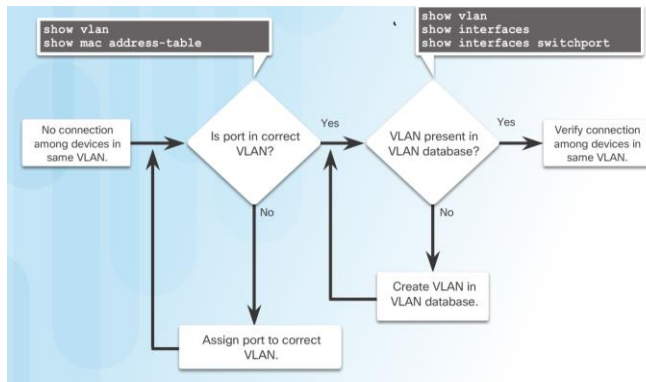 show vlan
show mac address-table
show vlan
show interfaces
show interfaces switchport
No connection
among devices in
same VLAN.
Is port in correct
VLAN?
Yes
VLAN present in
VLAN database?
Yes
Verify connection
among devices in
same VLAN.
No
No
Create VLAN in
VLAN database.
Assign port to correct
VLAN.